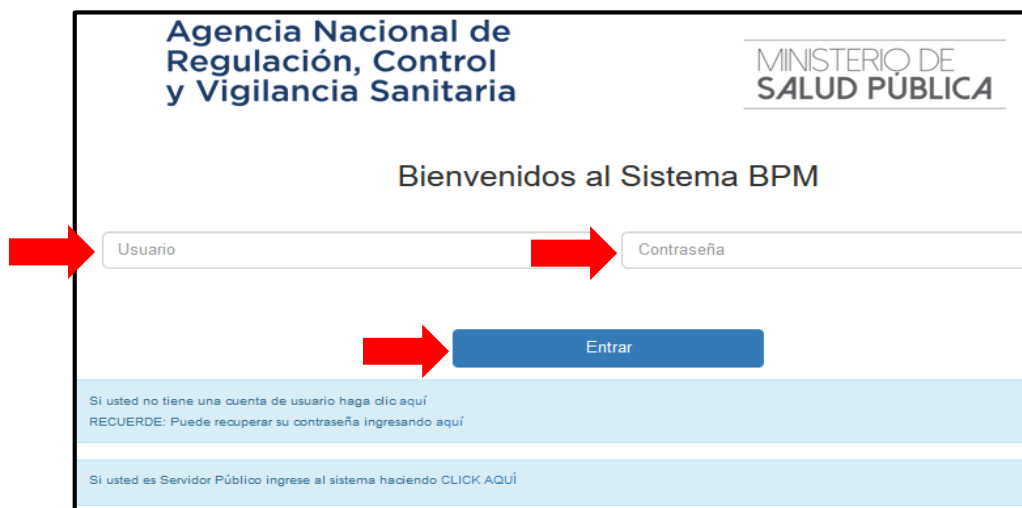 Agencia Nacional de
Regulación, Control
y Vigilancia Sanitaria
MINISTERIO DE
SALUD PÚBLICA
Bienvenidos al Sistema BPM
Usuario
Contraseña
Entrar
Si usted no tiene una cuenta de usuario haga clic aquí
RECUERDE: Puede recuperar su contraseña ingresando aquí
Si usted es Servidor Público ingrese al sistema haciendo CLICK AQUÍ